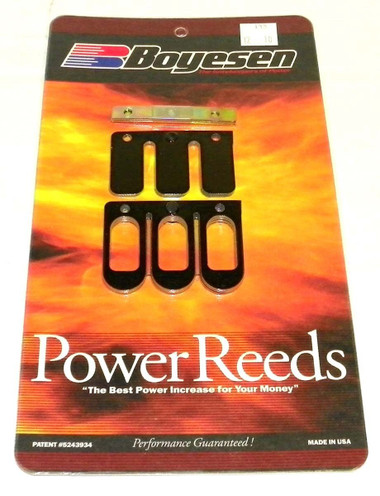 Boyesen
Power Reeds
"The Best Power Increase for Your Money"
PATENT #5243934
Performance Guaranteed !
MADE IN USA